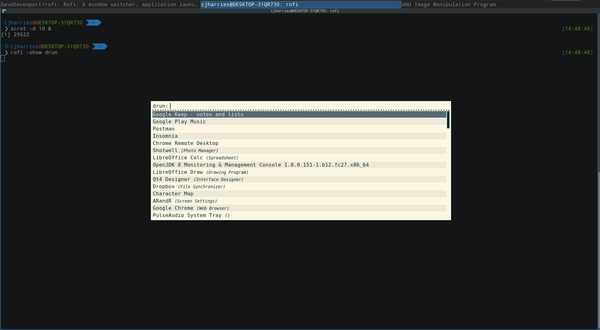 DaveDavenport/rofi: Rofi: A window switcher, application launc…
cjharries@DESKTOP-31QR73O: rofi
GNU Image Manipulation Program
cjharries@DESKTOP-31QR73O: rofi
cjharries@DESKTOP-31QR73O ~
❯ scrot -d 10 & [14:48:46]
[1] 29522
cjharries@DESKTOP-31QR73O ~
❯ rofi -show drun [14:48:48]
drun:
Google Keep - notes and lists
Google Play Music
Postman
Insomnia
Chrome Remote Desktop
Shotwell (Photo Manager)
LibreOffice Calc (Spreadsheet)
OpenJDK 8 Monitoring & Management Console 1.8.0.151-1.b12.fc27.x86_64
LibreOffice Draw (Drawing Program)
Qt4 Designer (Interface Designer)
Dropbox (File Synchronizer)
Character Map
ARandR (Screen Settings)
Google Chrome (Web Browser)
PulseAudio System Tray ()